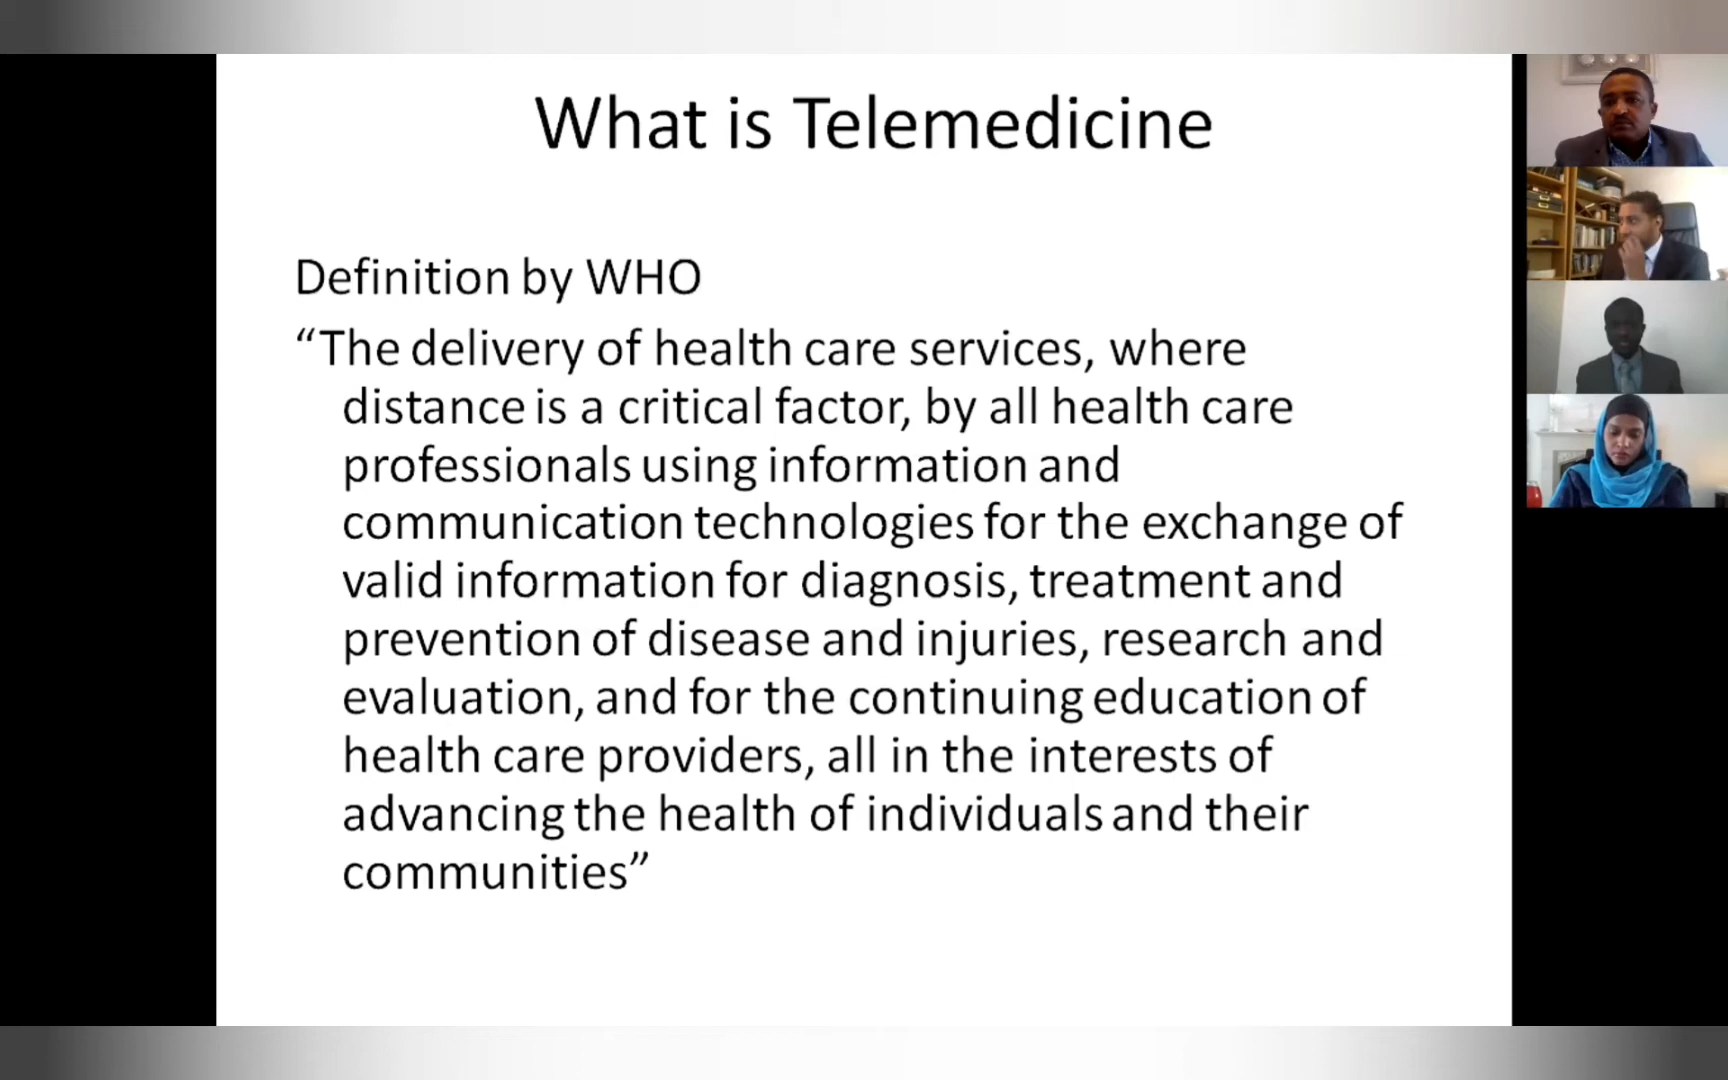 What is Telemedicine
Definition by WHO
“The delivery of health care services, where
distance is a critical factor, by all health care
professionals using information and
communication technologies for the exchange of
valid information for diagnosis, treatment and
prevention of disease and injuries, research and
evaluation, and for the continuing education of
health care providers, all in the interests of
advancing the health of individuals and their
communities”